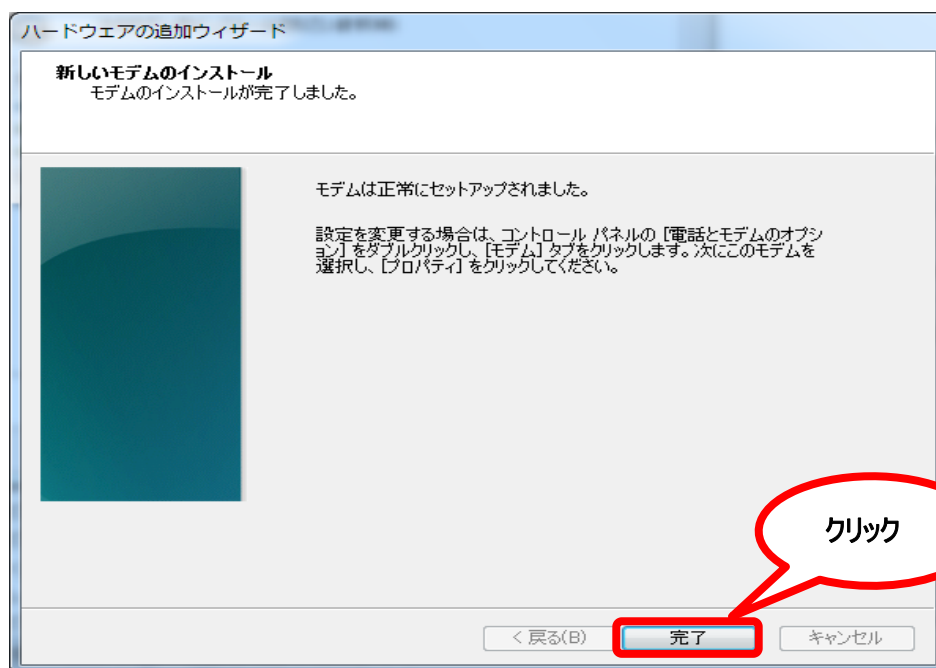 ハードウェアの追加ウィザード
新しいモデムのインストール
モデムのインストールが完了しました。
モデムは正常にセットアップされました。
設定を変更する場合は、コントロール パネルの [電話とモデムのオプシ
ョン] をダブルクリックし、[モデム] タブをクリックします。次にこのモデムを
選択し、[プロパティ] をクリックしてください。
クリック
< 戻る(B)
完了
キャンセル